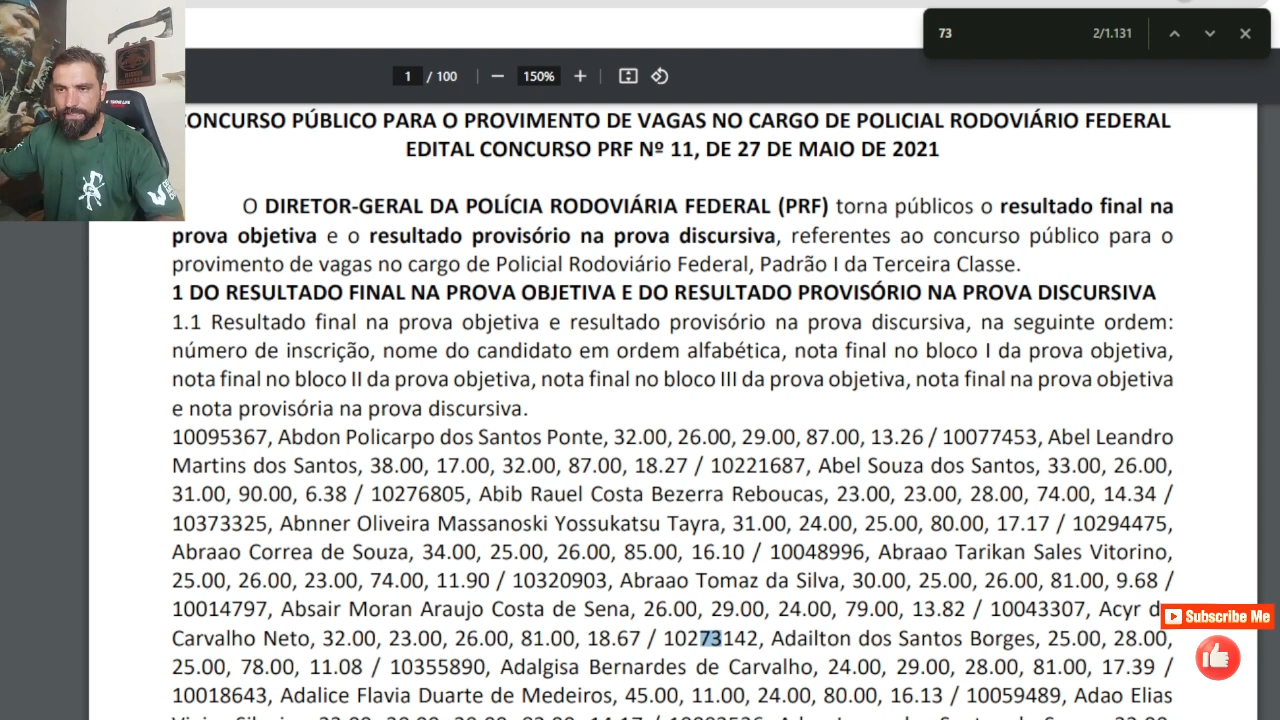 73 2/1.131
1 / 100 150%
CONCURSO PÚBLICO PARA O PROVIMENTO DE VAGAS NO CARGO DE POLICIAL RODOVIÁRIO FEDERAL
EDITAL CONCURSO PRF Nº 11, DE 27 DE MAIO DE 2021
O DIRETOR-GERAL DA POLÍCIA RODOVIÁRIA FEDERAL (PRF) torna públicos o resultado final na
prova objetiva e o resultado provisório na prova discursiva, referentes ao concurso público para o
provimento de vagas no cargo de Policial Rodoviário Federal, Padrão I da Terceira Classe.
1 DO RESULTADO FINAL NA PROVA OBJETIVA E DO RESULTADO PROVISÓRIO NA PROVA DISCURSIVA
1.1 Resultado final na prova objetiva e resultado provisório na prova discursiva, na seguinte ordem:
número de inscrição, nome do candidato em ordem alfabética, nota final no bloco I da prova objetiva,
nota final no bloco II da prova objetiva, nota final no bloco III da prova objetiva, nota final na prova objetiva
e nota provisória na prova discursiva.
10095367, Abdon Policarpo dos Santos Ponte, 32.00, 26.00, 29.00, 87.00, 13.26 / 10077453, Abel Leandro
Martins dos Santos, 38.00, 17.00, 32.00, 87.00, 18.27 / 10221687, Abel Souza dos Santos, 33.00, 26.00,
31.00, 90.00, 6.38 / 10276805, Abib Rauel Costa Bezerra Reboucas, 23.00, 23.00, 28.00, 74.00, 14.34 /
10373325, Abnner Oliveira Massanoski Yossukatsu Tayra, 31.00, 24.00, 25.00, 80.00, 17.17 / 10294475,
Abraao Correa de Souza, 34.00, 25.00, 26.00, 85.00, 16.10 / 10048996, Abraao Tarikan Sales Vitorino,
25.00, 26.00, 23.00, 74.00, 11.90 / 10320903, Abraao Tomaz da Silva, 30.00, 25.00, 26.00, 81.00, 9.68 /
10014797, Absair Moran Araujo Costa de Sena, 26.00, 29.00, 24.00, 79.00, 13.82 / 10043307, Acyr d
Carvalho Neto, 32.00, 23.00, 26.00, 81.00, 18.67 / 10273142, Adailton dos Santos Borges, 25.00, 28.00,
25.00, 78.00, 11.08 / 10355890, Adalgisa Bernardes de Carvalho, 24.00, 29.00, 28.00, 81.00, 17.39 /
10018643, Adalice Flavia Duarte de Medeiros, 45.00, 11.00, 24.00, 80.00, 16.13 / 10059489, Adao Elias
Subscribe Me